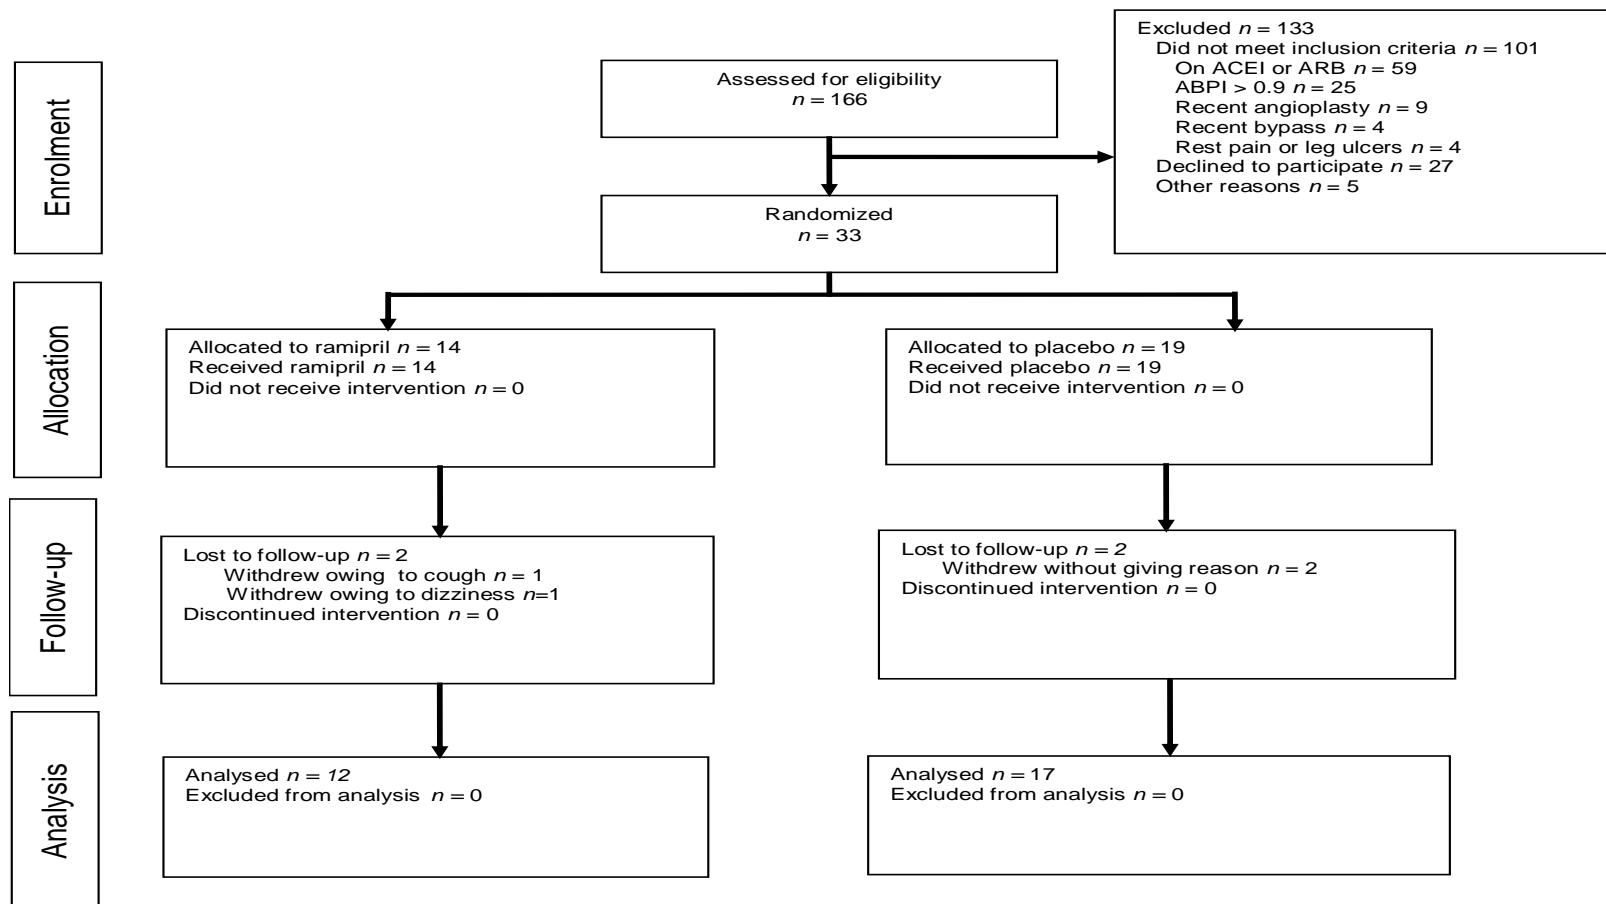 Enrolment
Assessed for eligibility
n = 166
Excluded n = 133
Did not meet inclusion criteria n = 101
On ACEI or ARB n = 59
ABPI > 0.9 n = 25
Recent angioplasty n = 9
Recent bypass n = 4
Rest pain or leg ulcers n = 4
Declined to participate n = 27
Other reasons n = 5
Randomized
n = 33
Allocation
Allocated to ramipril n = 14
Received ramipril n = 14
Did not receive intervention n = 0
Allocated to placebo n = 19
Received placebo n = 19
Did not receive intervention n = 0
Follow-up
Lost to follow-up n = 2
Withdrew owing to cough n = 1
Withdrew owing to dizziness n=1
Discontinued intervention n = 0
Lost to follow-up n = 2
Withdrew without giving reason n = 2
Discontinued intervention n = 0
Analysis
Analysed n = 12
Excluded from analysis n = 0
Analysed n = 17
Excluded from analysis n = 0